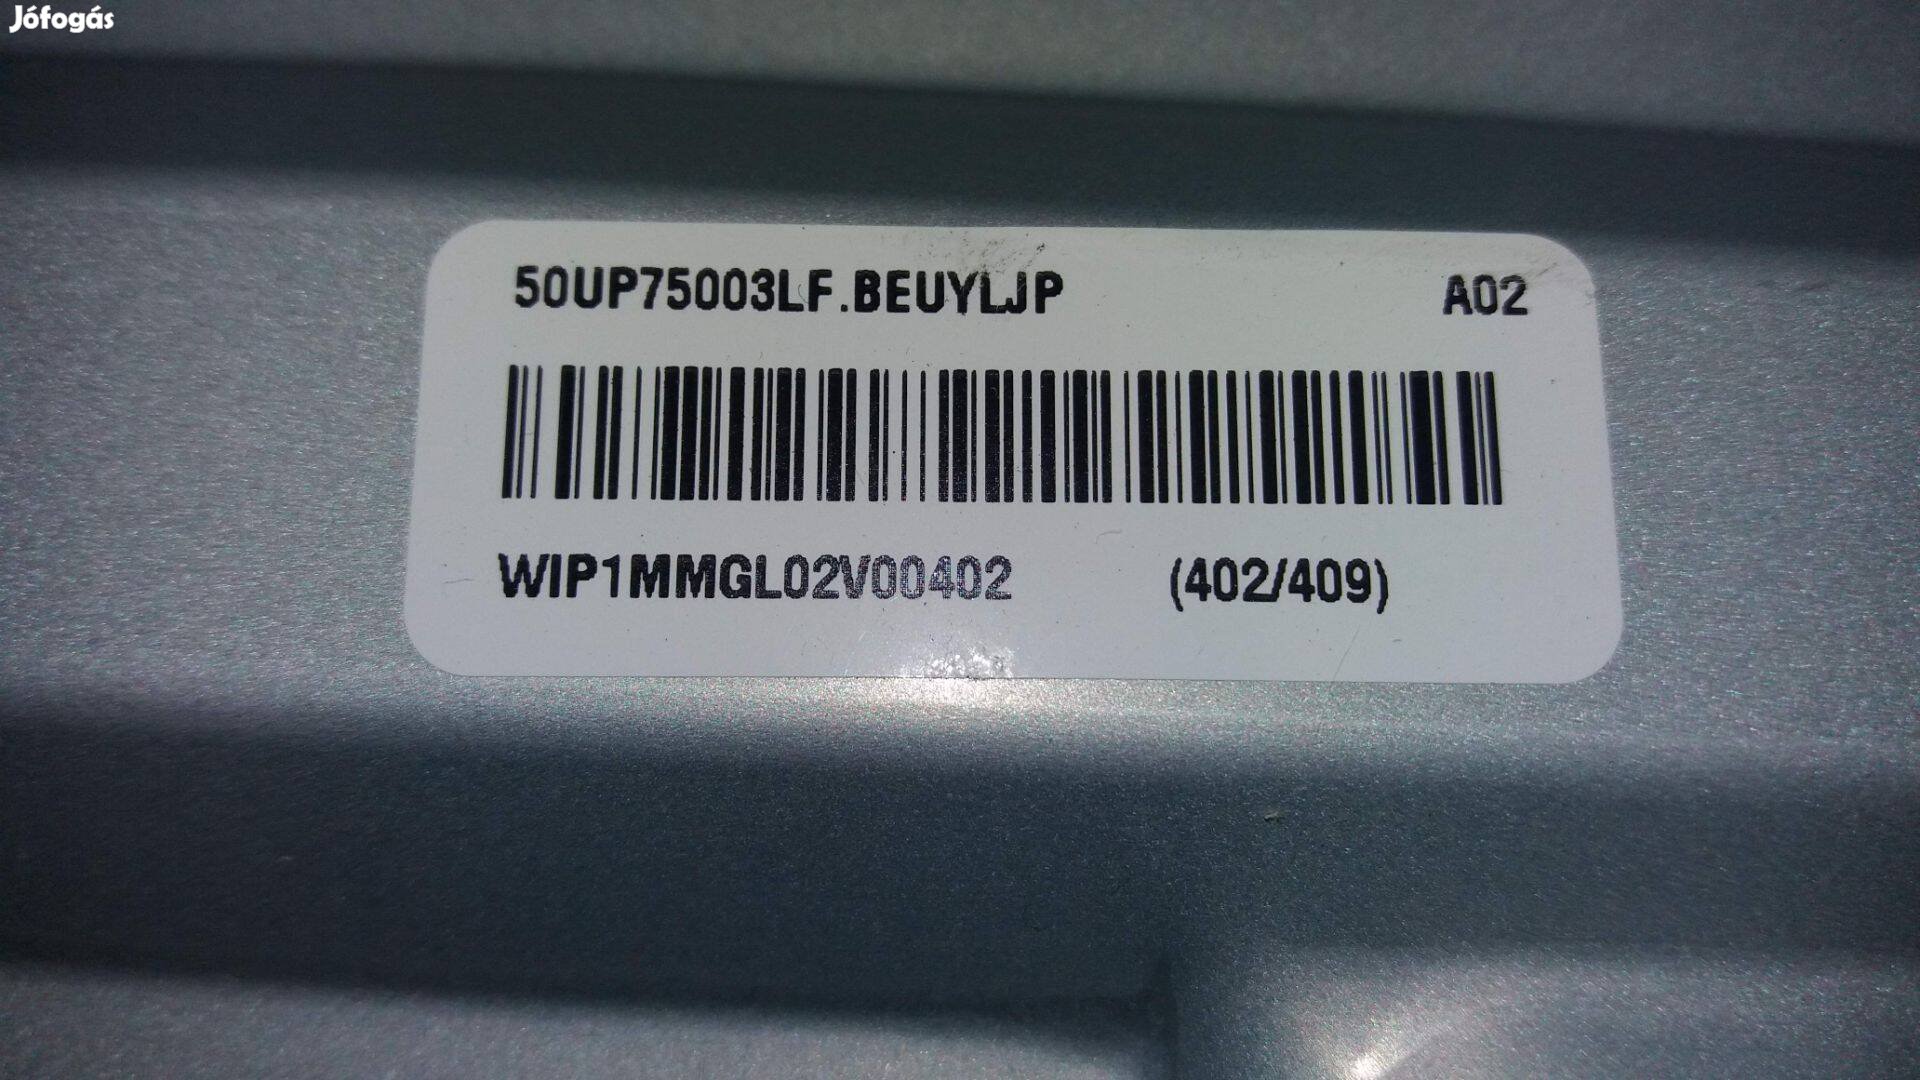 Jófogás
50UP75003LF.BEUYLJP A02
WIP1MMGL02V00402 (402/409)